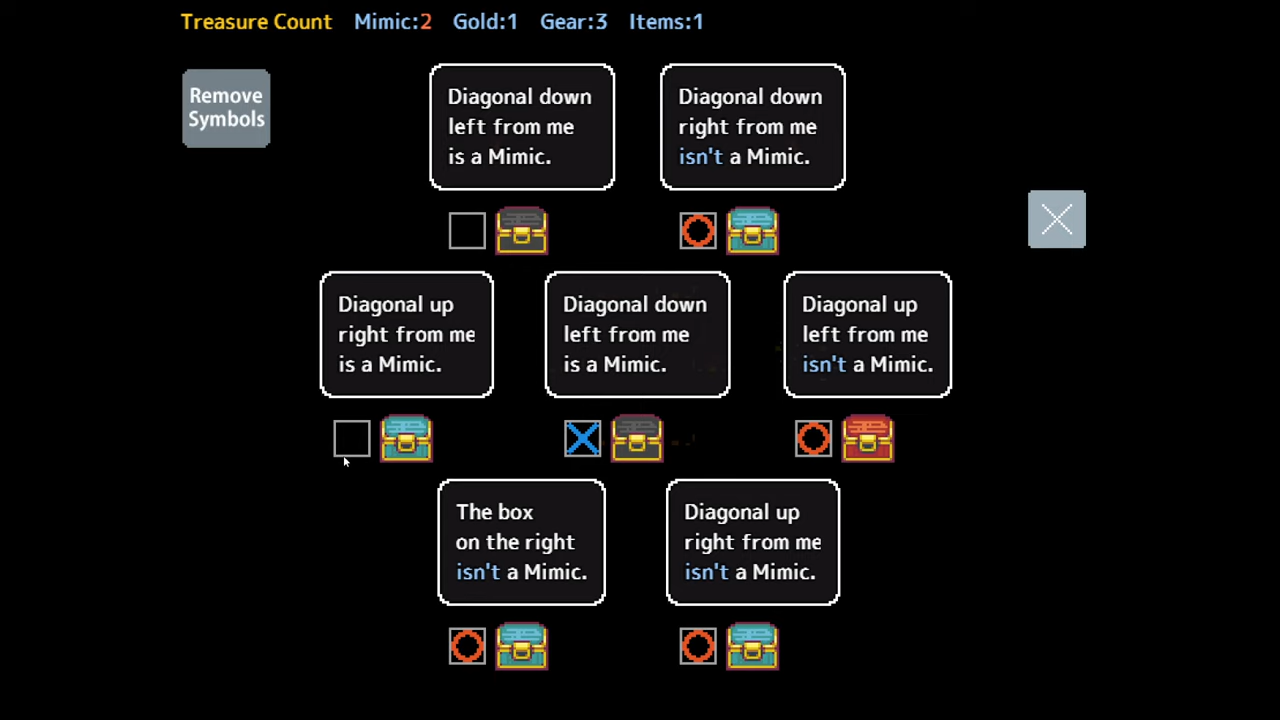 Treasure Count Mimic:2 Gold:1 Gear:3 Items:1
Remove
Symbols
Diagonal down
left from me
is a Mimic.
Diagonal down
right from me
isn't a Mimic.
Diagonal up
right from me
is a Mimic.
Diagonal down
left from me
is a Mimic.
Diagonal up
left from me
isn't a Mimic.
The box
on the right
isn't a Mimic.
Diagonal up
right from me
isn't a Mimic.